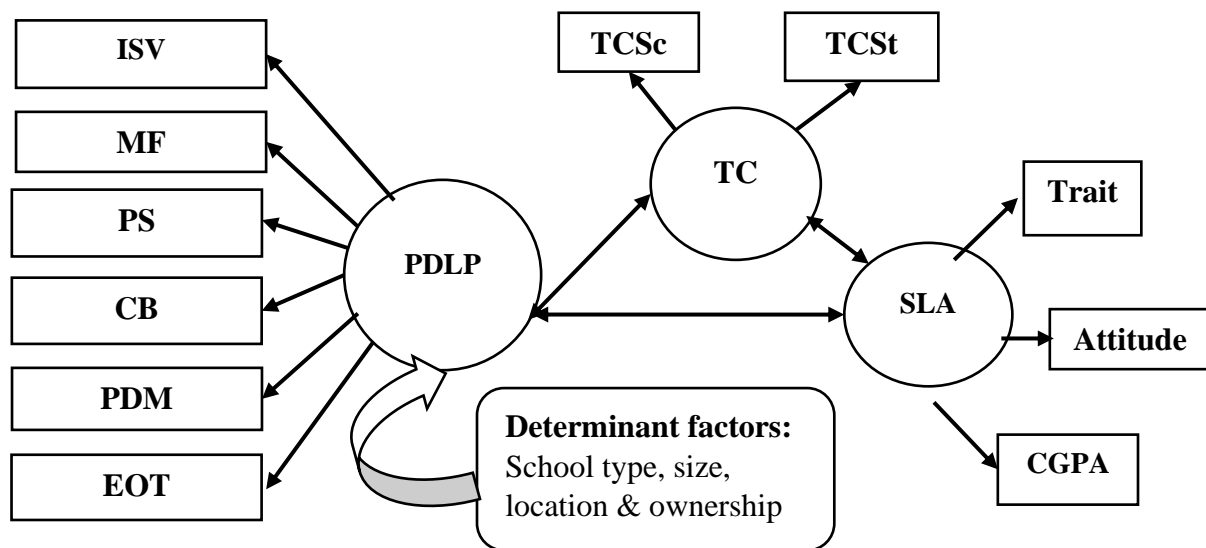 ISV
MF
PS
CB
PDM
EOT
PDLP
TCSc
TCSt
TC
SLA
Trait
Attitude
CGPA
Determinant factors:
School type, size,
location & ownership